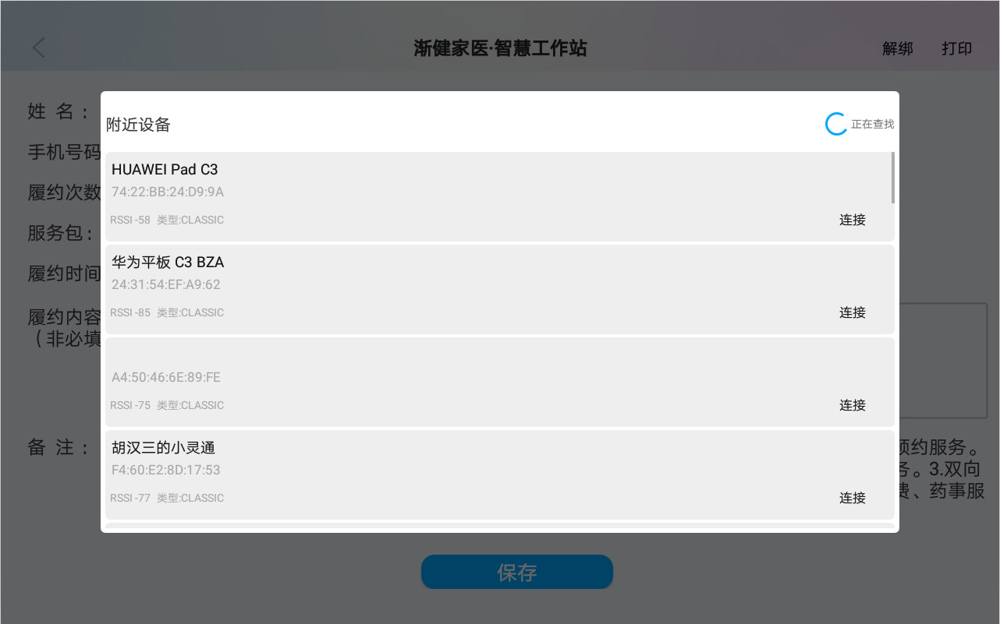 渐健家医·智慧工作站
解绑 打印
姓 名：
手机号码
履约次数
服务包：
履约时间
履约内容
（非必填
备 注：
附近设备
正在查找
HUAWEI Pad C3
74:22:BB:24:D9:9A
RSSI -58 类型:CLASSIC
连接
华为平板 C3 BZA
24:31:54:EF:A9:62
RSSI -85 类型:CLASSIC
连接
A4:50:46:6E:89:FE
RSSI -75 类型:CLASSIC
连接
胡汉三的小灵通
F4:60:E2:8D:17:53
RSSI -77 类型:CLASSIC
连接
约服务。
务。3.双向
费、药事服
保存